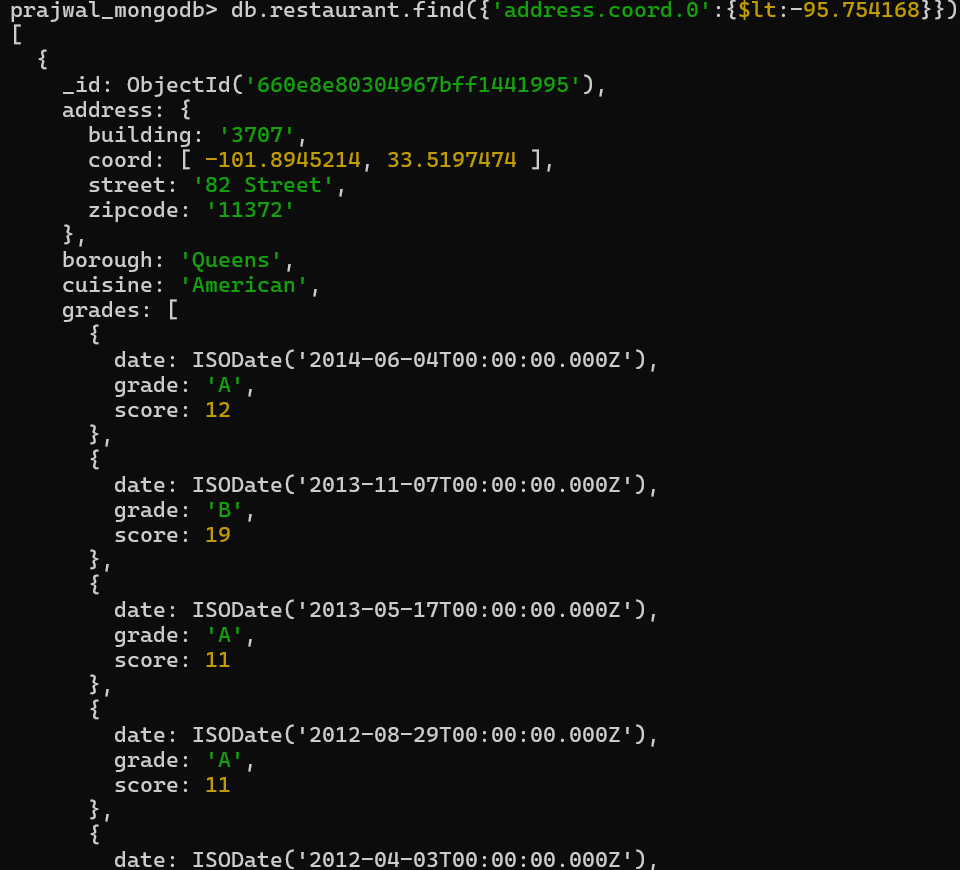 prajwal_mongodb> db.restaurant.find({'address.coord.0':{$lt:-95.754168}})
[
  {
    _id: ObjectId('660e8e80304967bff1441995'),
    address: {
      building: '3707',
      coord: [ -101.8945214, 33.5197474 ],
      street: '82 Street',
      zipcode: '11372'
    },
    borough: 'Queens',
    cuisine: 'American',
    grades: [
      {
        date: ISODate('2014-06-04T00:00:00.000Z'),
        grade: 'A',
        score: 12
      },
      {
        date: ISODate('2013-11-07T00:00:00.000Z'),
        grade: 'B',
        score: 19
      },
      {
        date: ISODate('2013-05-17T00:00:00.000Z'),
        grade: 'A',
        score: 11
      },
      {
        date: ISODate('2012-08-29T00:00:00.000Z'),
        grade: 'A',
        score: 11
      },
      {
        date: ISODate('2012-04-03T00:00:00.000Z'),